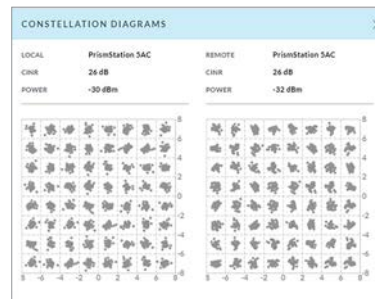 CONSTELLATION DIAGRAMS
LOCAL PrismStation 5AC REMOTE PrismStation 5AC
CINR 26 dB CINR 26 dB
POWER -30 dBm POWER -32 dBm
8 8
6 6
4 4
2 2
0 0
-2 -2
-4 -4
-6 -6
-8 -8
8 -6 -4 -2 0 2 4 6 8 -6 -4 -2 0 2 4 6